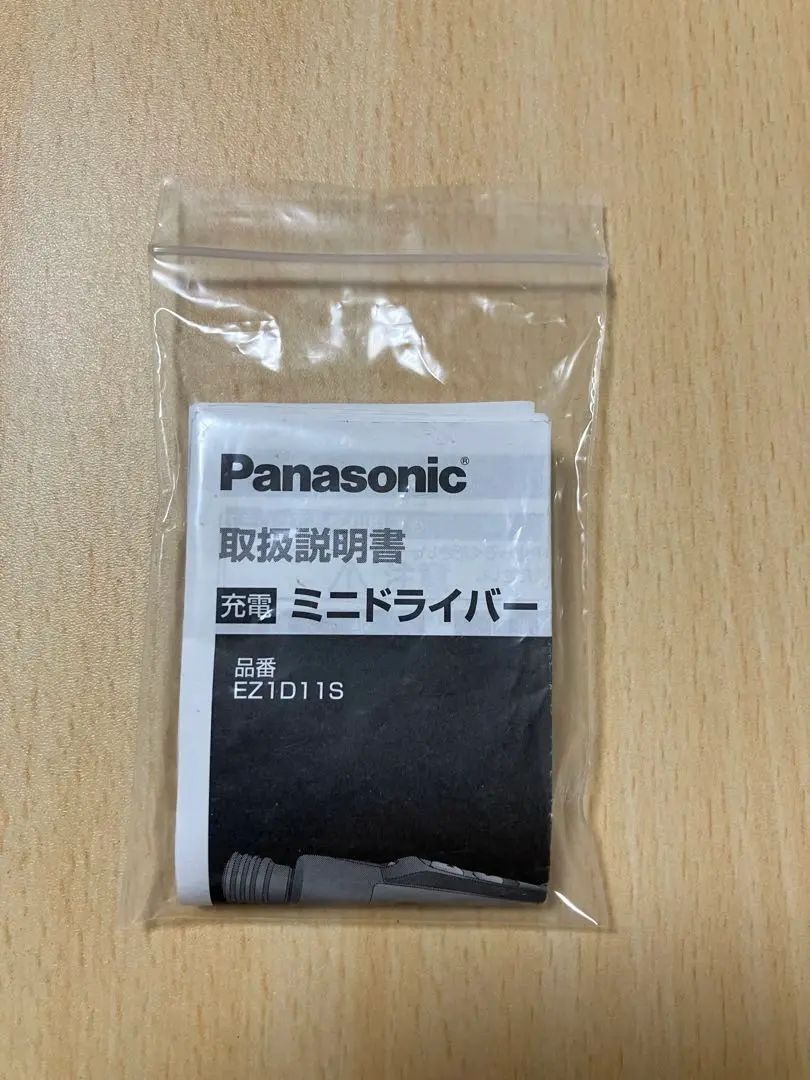 Panasonic®
取扱説明書
充電 ミニドライバー
品番
EZ1D11S